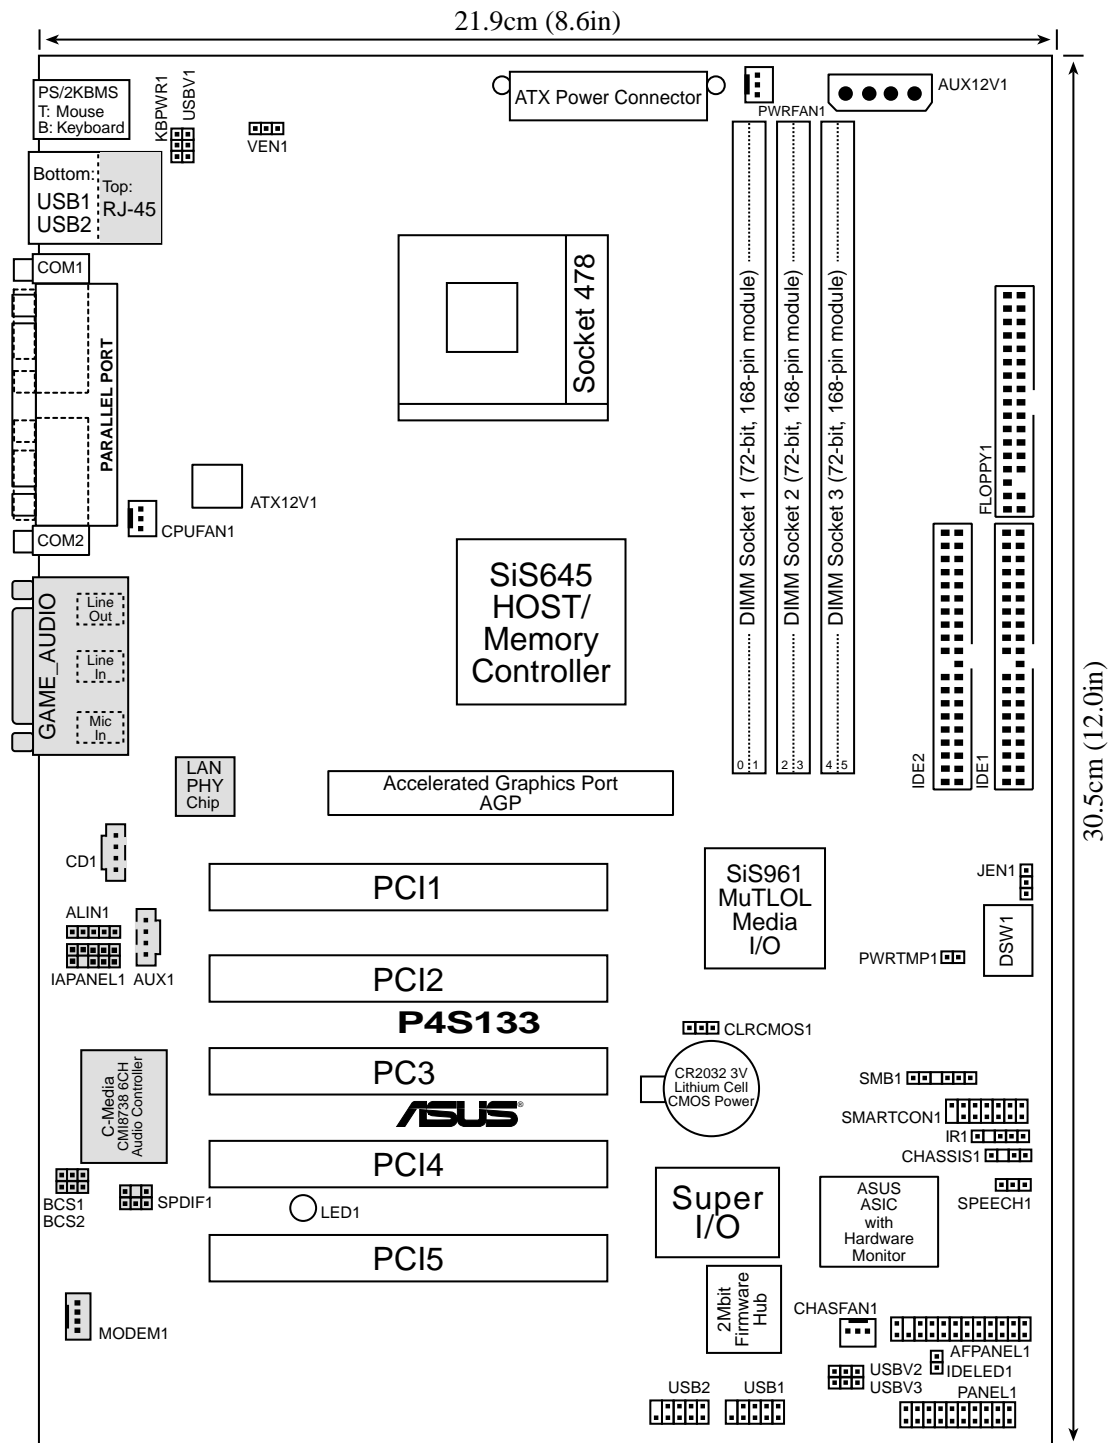 21.9cm (8.6in)
PS/2KBMS
T: Mouse
B: Keyboard
KBPWR1
USBV1
VEN1
ATX Power Connector
PWRFAN1
AUX12V1
Bottom:
USB1
USB2
Top:
RJ-45
COM1
PARALLEL PORT
COM2
Socket 478
DIMM Socket 1 (72-bit, 168-pin module)
DIMM Socket 2 (72-bit, 168-pin module)
DIMM Socket 3 (72-bit, 168-pin module)
0 1
2 3
4 5
FLOPPY1
ATX12V1
CPUFAN1
SiS645
HOST/
Memory
Controller
GAME_AUDIO
Line
Out
Line
In
Mic
In
IDE2
IDE1
30.5cm (12.0in)
LAN
PHY
Chip
Accelerated Graphics Port
AGP
CD1
PCI1
SiS961
MuTLOL
Media
I/O
JEN1
DSW1
ALIN1
IAPANEL1
AUX1
PWRTMP1
PCI2
P4S133
CLRCMOS1
PC3
CR2032 3V
Lithium Cell
CMOS Power
C-Media
CMI8738 6CH
Audio Controller
ASUS®
SMB1
SMARTCON1
IR1
CHASSIS1
PCI4
BCS1
BCS2
SPDIF1
LED1
Super
I/O
ASUS
ASIC
with
Hardware
Monitor
SPEECH1
PCI5
2Mbit
Firmware
Hub
MODEM1
CHASFAN1
AFPANEL1
IDELED1
USBV2
USBV3
PANEL1
USB2
USB1